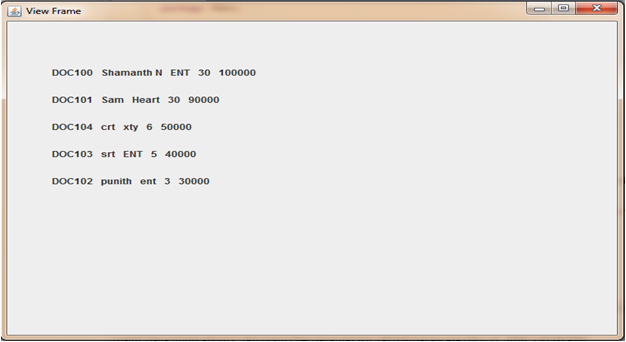 View Frame
DOC100 Shamanth N ENT 30 100000
DOC101 Sam Heart 30 90000
DOC104 crt xty 6 50000
DOC103 srt ENT 5 40000
DOC102 punith ent 3 30000